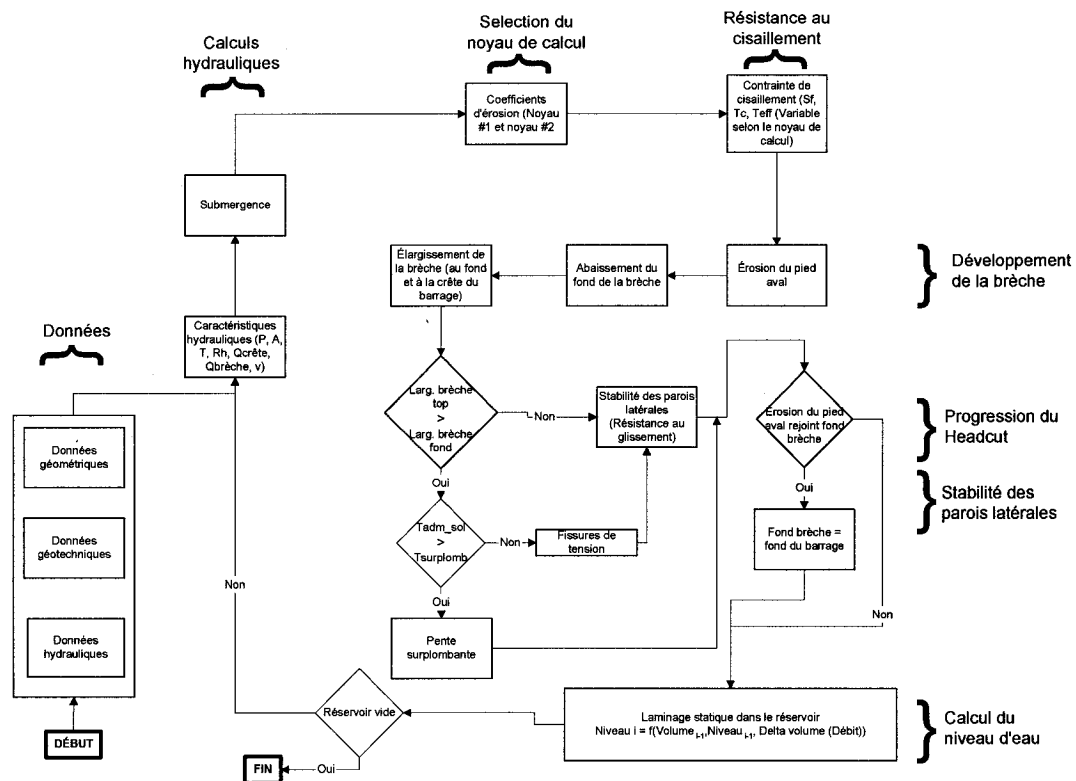 Calculs
hydrauliques
Selection du
noyau de calcul
Résistance au
cisaillement
Coefficients
d'érosion (Noyau
#1 et noyau #2
Contrainte de
cisaillement (Sf,
Tc, Teff (Variable
selon le noyau de
calcul)
Submergence
Élargissement de
la brèche (au fond
et à la crête du
barrage)
Abaissement du
fond de la brèche
Érosion du pied
aval
Développement
de la brèche
Données
Caractéristiques
hydrauliques (P, A,
T, Rh, Qcrête,
Qbrèche, v)
Larg. brèche
top
>
Larg. brèche
fond
Non
Stabilité des parois
latérales
(Résistance au
glissement)
Érosion du pied
aval rejoint fond
brèche
Progression du
Headcut
Données
géométriques
Oui
Oui
Stabilité des
parois latérales
Données
géotechniques
Tadm_sol
>
Tsurplomb
Non
Fissures de
tension
Fond brèche =
fond du barrage
Non
Oui
Non
Données
hydrauliques
Pente
surplombante
Réservoir vide
Laminage statique dans le réservoir
Niveau i = f(Volume i-1,Niveau i-1, Delta volume (Débit))
Calcul du
niveau d'eau
DÉBUT
FIN
Oui